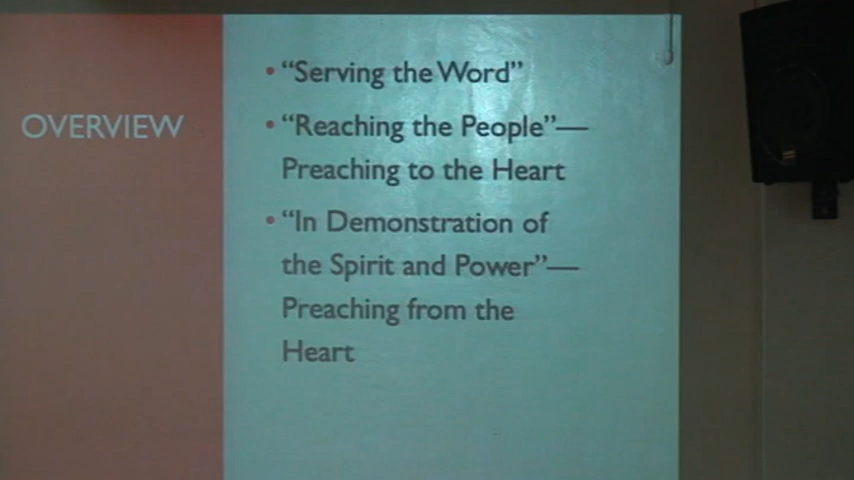 OVERVIEW
• “Serving the Word”
• “Reaching the People”—
Preaching to the Heart
• “In Demonstration of
the Spirit and Power”—
Preaching from the
Heart